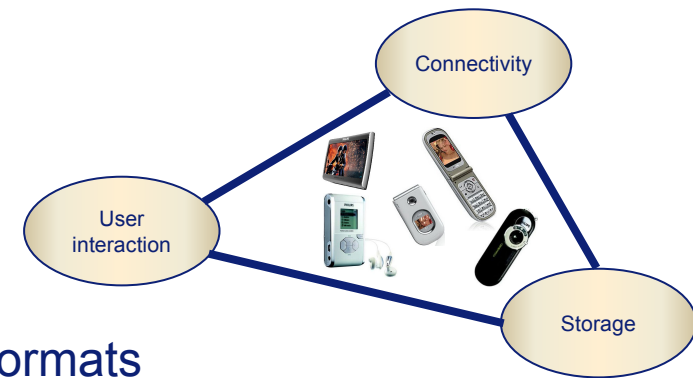 Connectivity
User
interaction
Storage
ormats